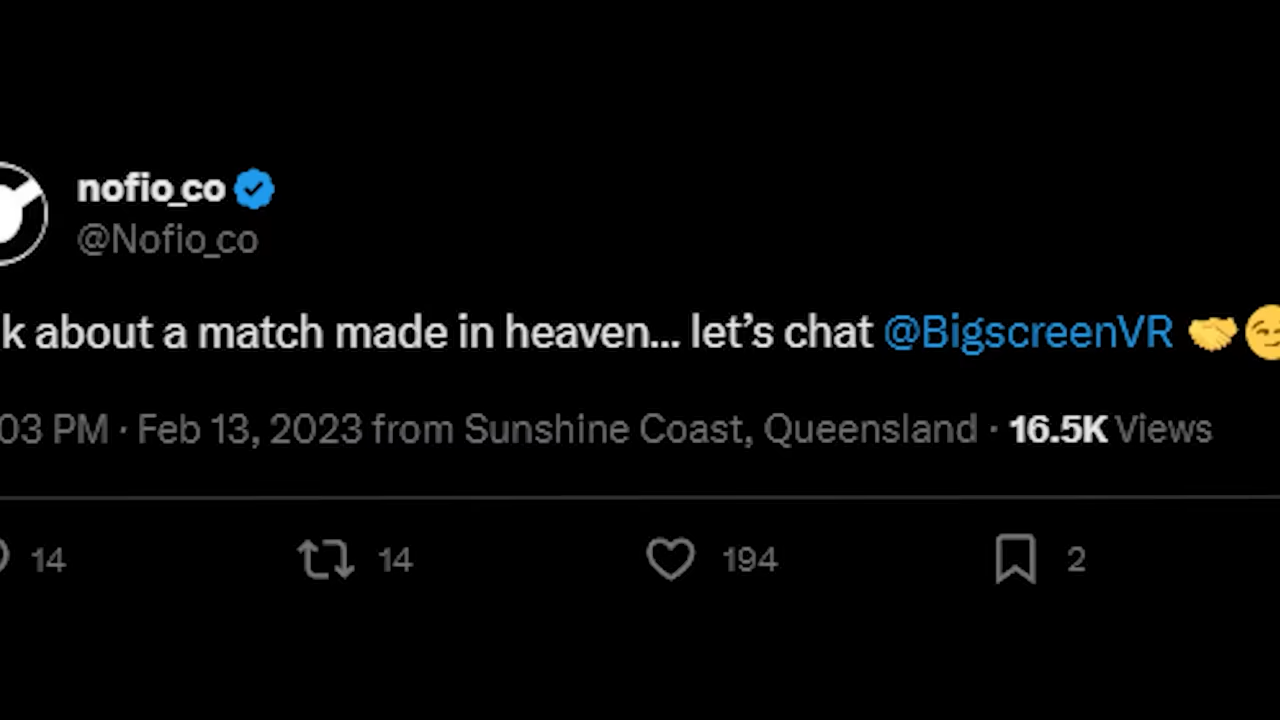 nofio_co
@Nofio_co
k about a match made in heaven... let’s chat @BigscreenVR 🤝😏
03 PM · Feb 13, 2023 from Sunshine Coast, Queensland · 16.5K Views
14 14 194 2